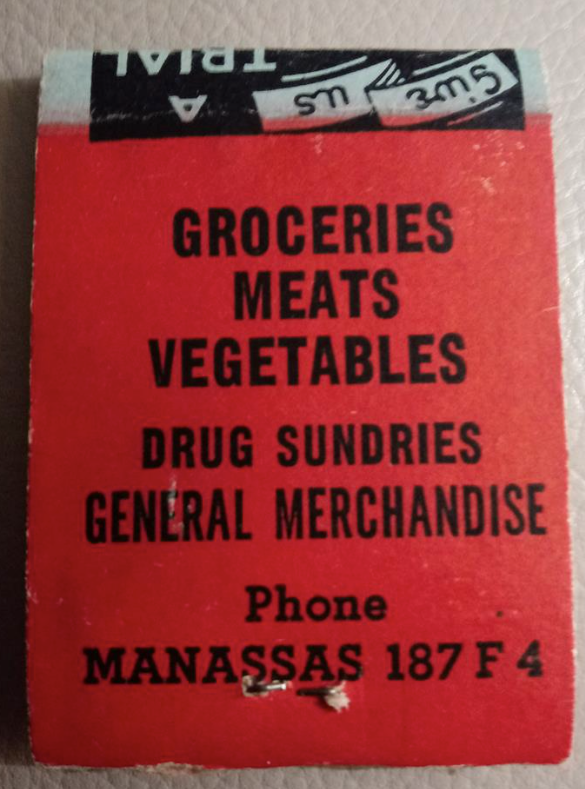 Give us
A TRIAL
GROCERIES
MEATS
VEGETABLES
DRUG SUNDRIES
GENERAL MERCHANDISE
Phone
MANASSAS 187 F 4